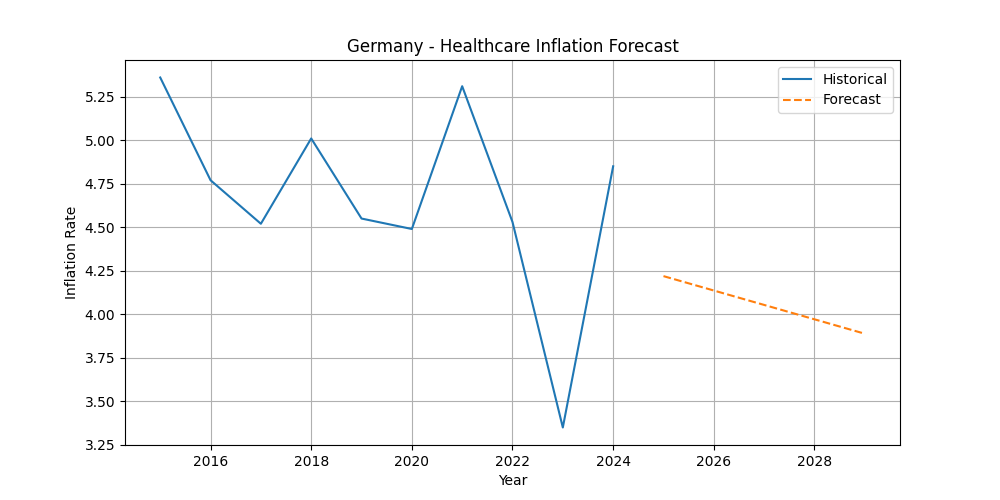 Germany - Healthcare Inflation Forecast
Historical
Forecast
5.25
5.00
4.75
4.50
4.25
4.00
3.75
3.50
3.25
Inflation Rate
2016 2018 2020 2022 2024 2026 2028
Year